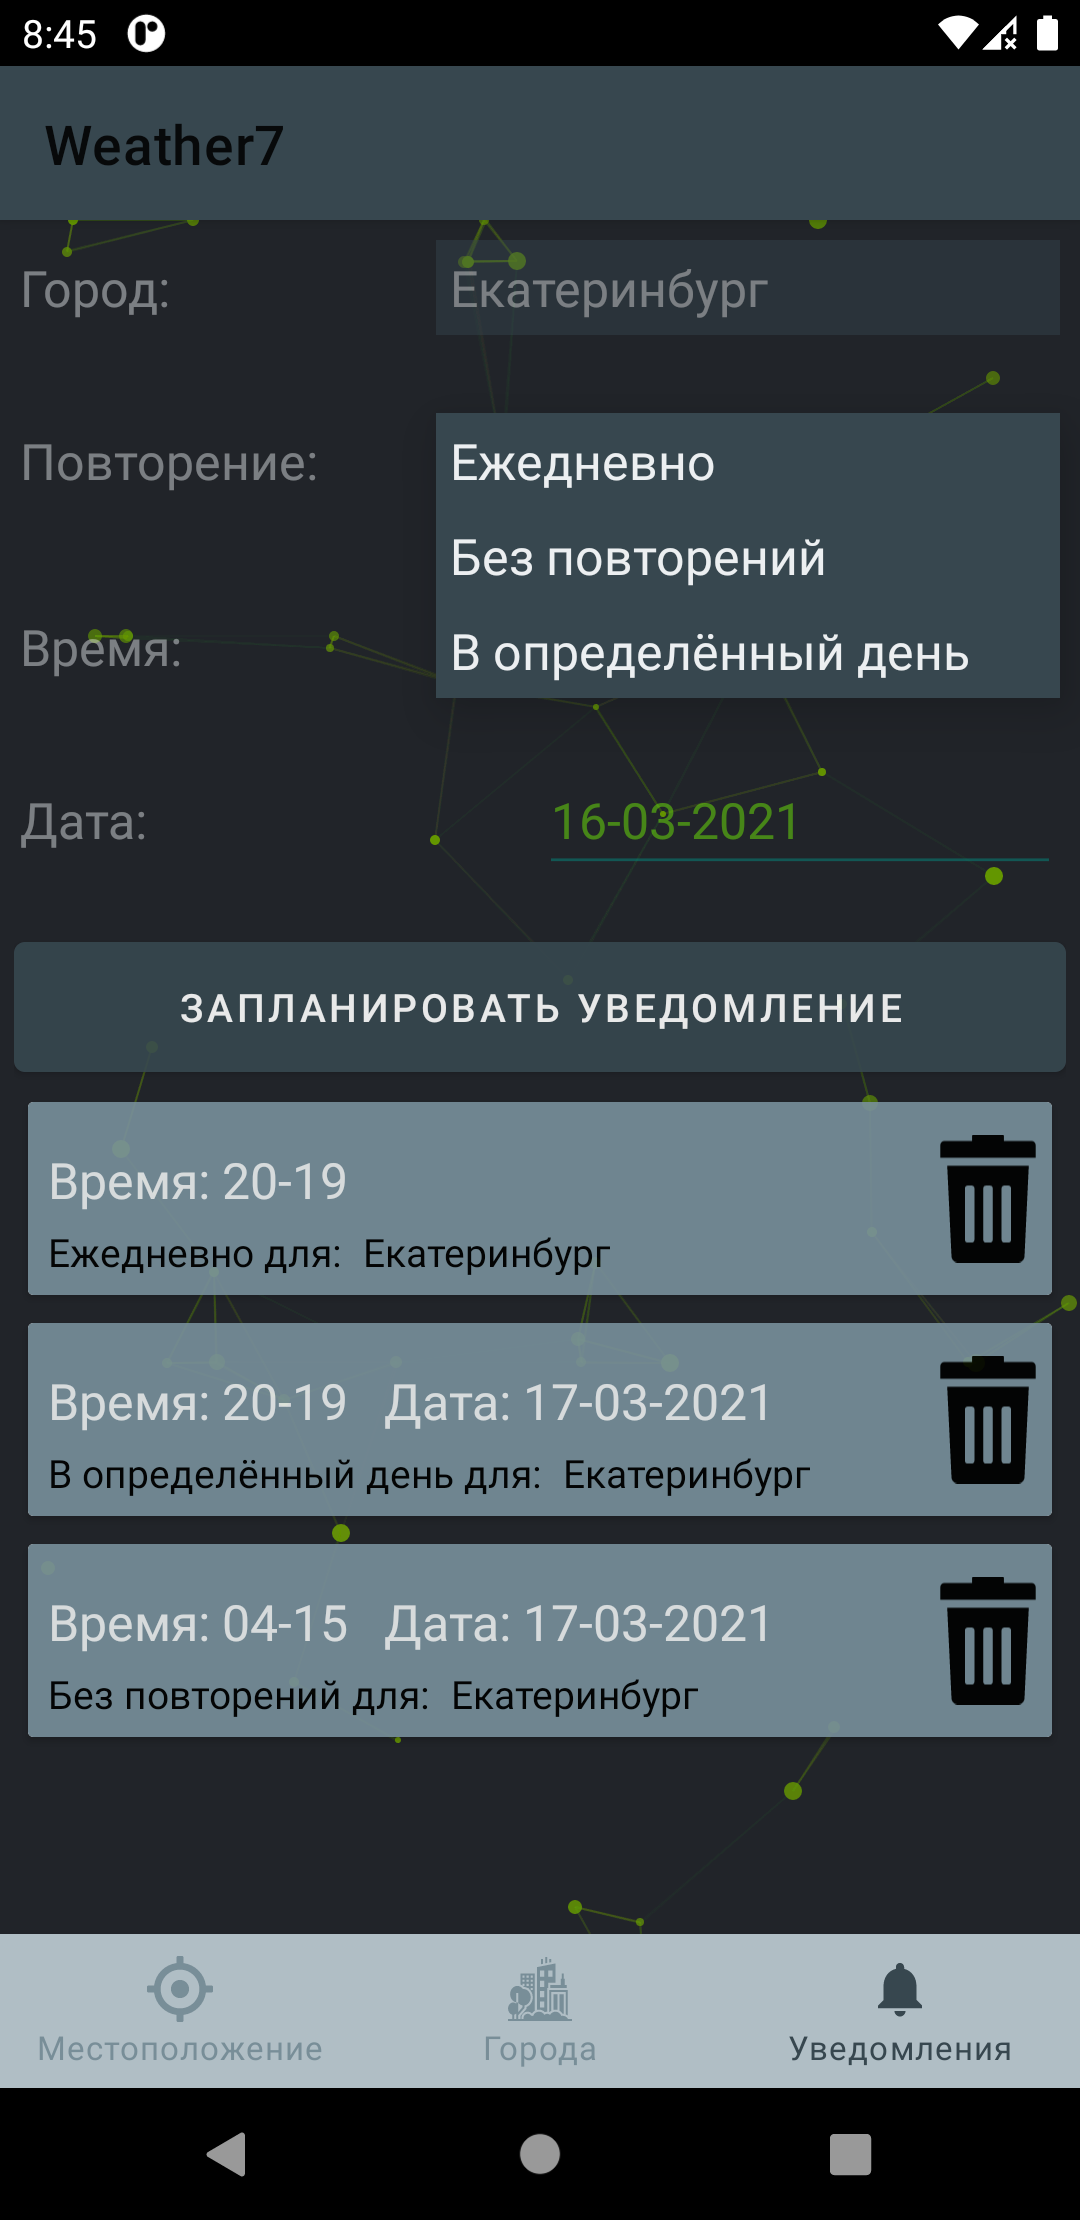 8:45
Weather7
Город: Екатеринбург
Повторение: Ежедневно
Без повторений
Время: В определённый день
Дата: 16-03-2021
ЗАПЛАНИРОВАТЬ УВЕДОМЛЕНИЕ
Время: 20-19
Ежедневно для: Екатеринбург
Время: 20-19 Дата: 17-03-2021
В определённый день для: Екатеринбург
Время: 04-15 Дата: 17-03-2021
Без повторений для: Екатеринбург
Местоположение Города Уведомления